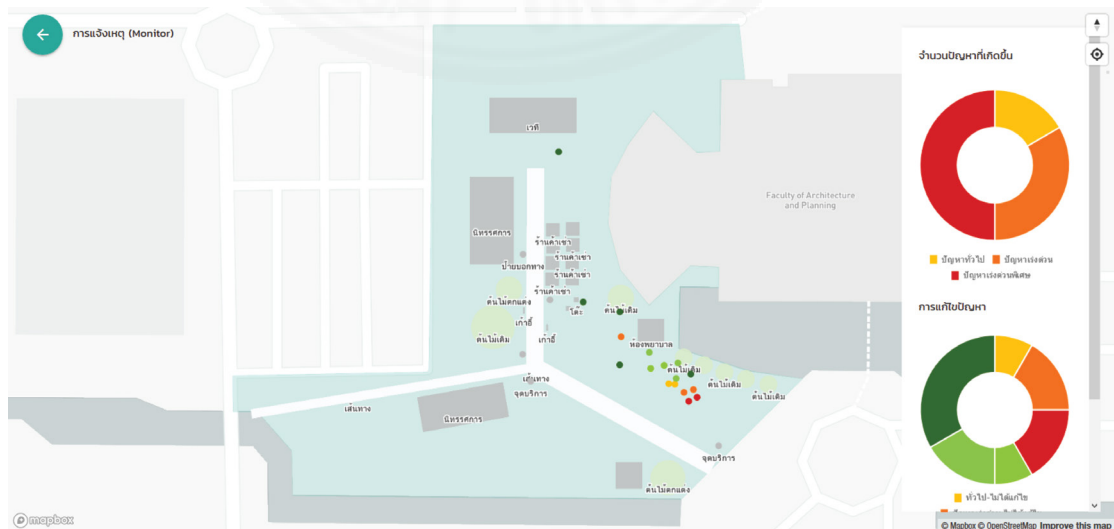 การแจ้งเหตุ (Monitor)
จำนวนปัญหาที่เกิดขึ้น
เวที
Faculty of Architecture
and Planning
นิทรรศการ
ร้านค้าเช่า
ร้านค้าเช่า
ป้ายบอกทาง
ร้านค้าเช่า
ร้านค้าเช่า
ปัญหาทั่วไป
ปัญหาเร่งด่วน
ปัญหาเร่งด่วนพิเศษ
ต้นไม้ตกแต่ง
โต๊ะ
ต้นไม้เดิม
การแก้ไขปัญหา
เก้าอี้
ต้นไม้เดิม
เก้าอี้
ห้องพยาบาล
ต้นไม้เดิม
เส้นทาง
ต้นไม้เดิม
จุดบริการ
ต้นไม้เดิม
เส้นทาง
นิทรรศการ
จุดบริการ
ต้นไม้ตกแต่ง
ทั่วไป-ไม่ได้แก้ไข
mapbox
© Mapbox © OpenStreetMap Improve this map